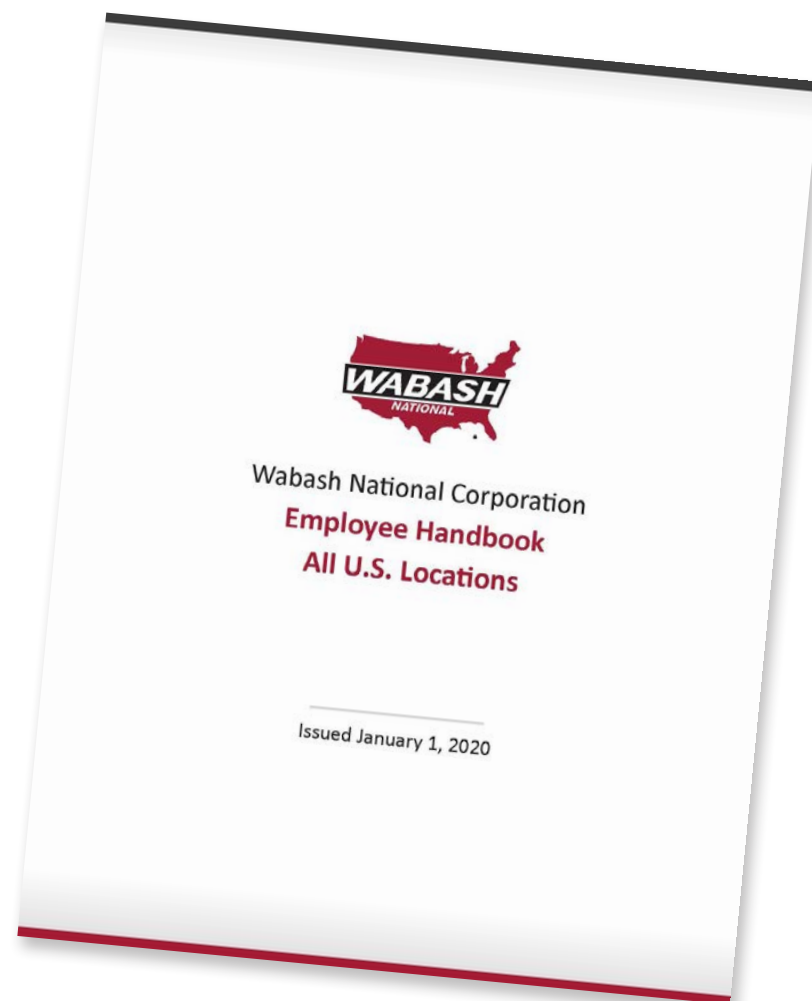 WABASH
NATIONAL
Wabash National Corporation
Employee Handbook
All U.S. Locations
Issued January 1, 2020